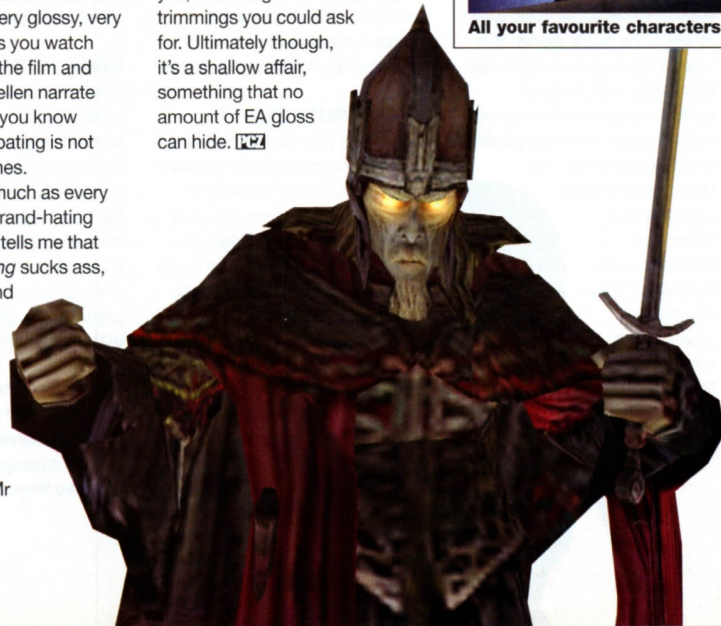 ery glossy, very
s you watch
the film and
ellen narrate
you know
pating is not
nes.
much as every
rand-hating
tells me that
ng sucks ass,
nd
Mr
trimmings you could ask
for. Ultimately though,
it's a shallow affair,
something that no
amount of EA gloss
can hide. PCZ
All your favourite characters